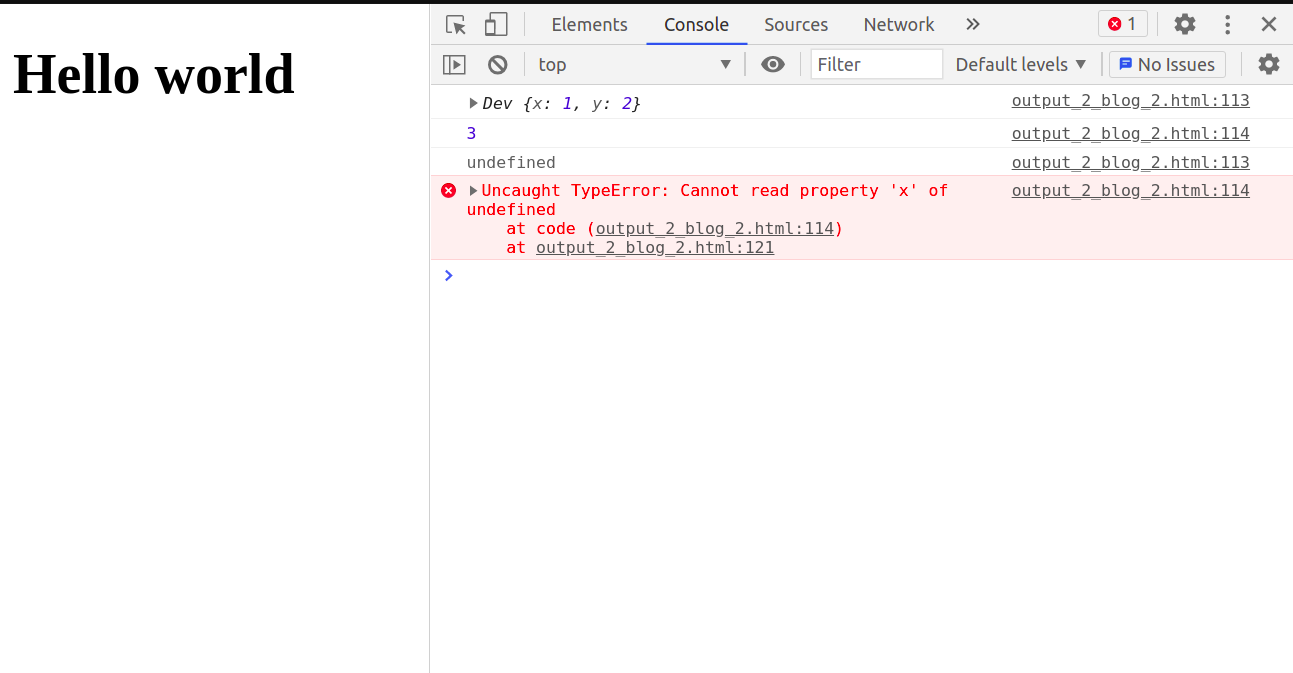 Hello world
Elements Console Sources Network 1
top Filter Default levels No Issues
Dev {x: 1, y: 2} output_2_blog_2.html:113
3 output_2_blog_2.html:114
undefined output_2_blog_2.html:113
Uncaught TypeError: Cannot read property 'x' of output_2_blog_2.html:114
undefined
at code (output_2_blog_2.html:114)
at output_2_blog_2.html:121